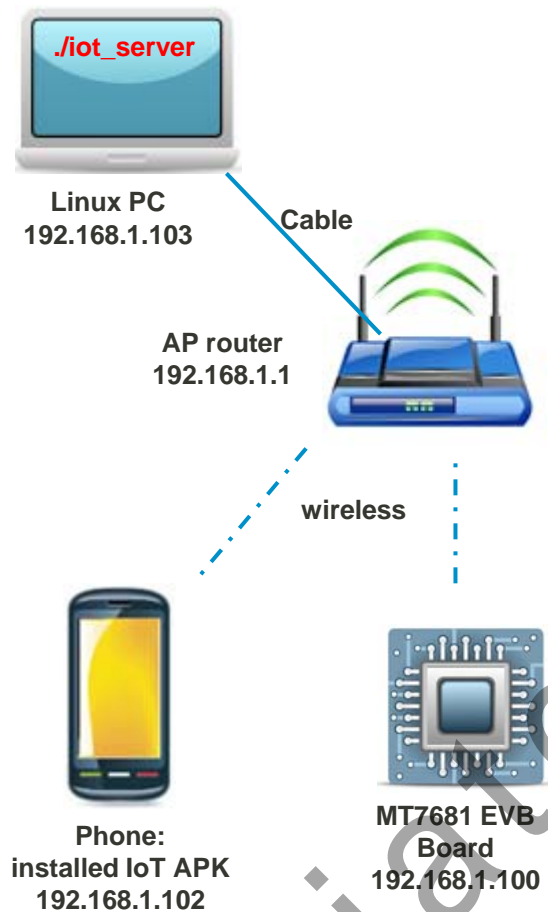 ./iot_server
Linux PC
192.168.1.103
Cable
AP router
192.168.1.1
wireless
Phone:
installed IoT APK
192.168.1.102
MT7681 EVB
Board
192.168.1.100